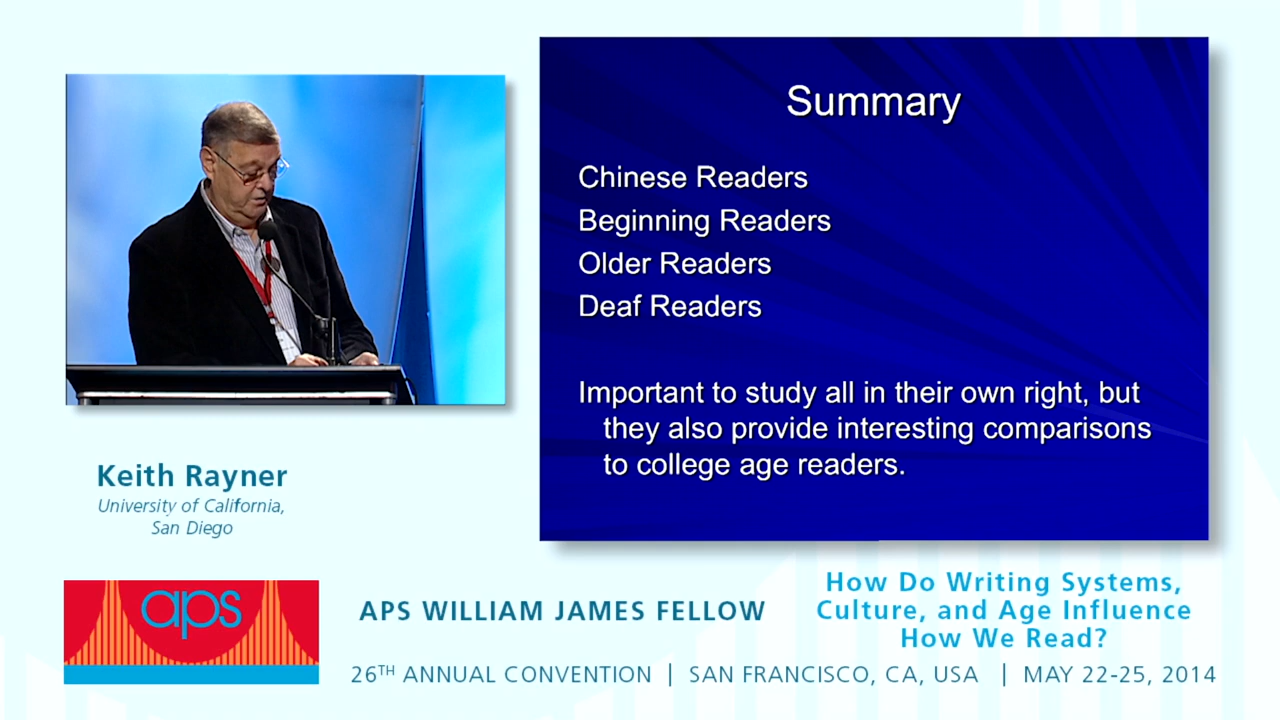 Summary
Chinese Readers
Beginning Readers
Older Readers
Deaf Readers
Important to study all in their own right, but
they also provide interesting comparisons
to college age readers.
Keith Rayner
University of California,
San Diego
aps
APS WILLIAM JAMES FELLOW
How Do Writing Systems,
Culture, and Age Influence
How We Read?
26TH ANNUAL CONVENTION | SAN FRANCISCO, CA, USA | MAY 22-25, 2014